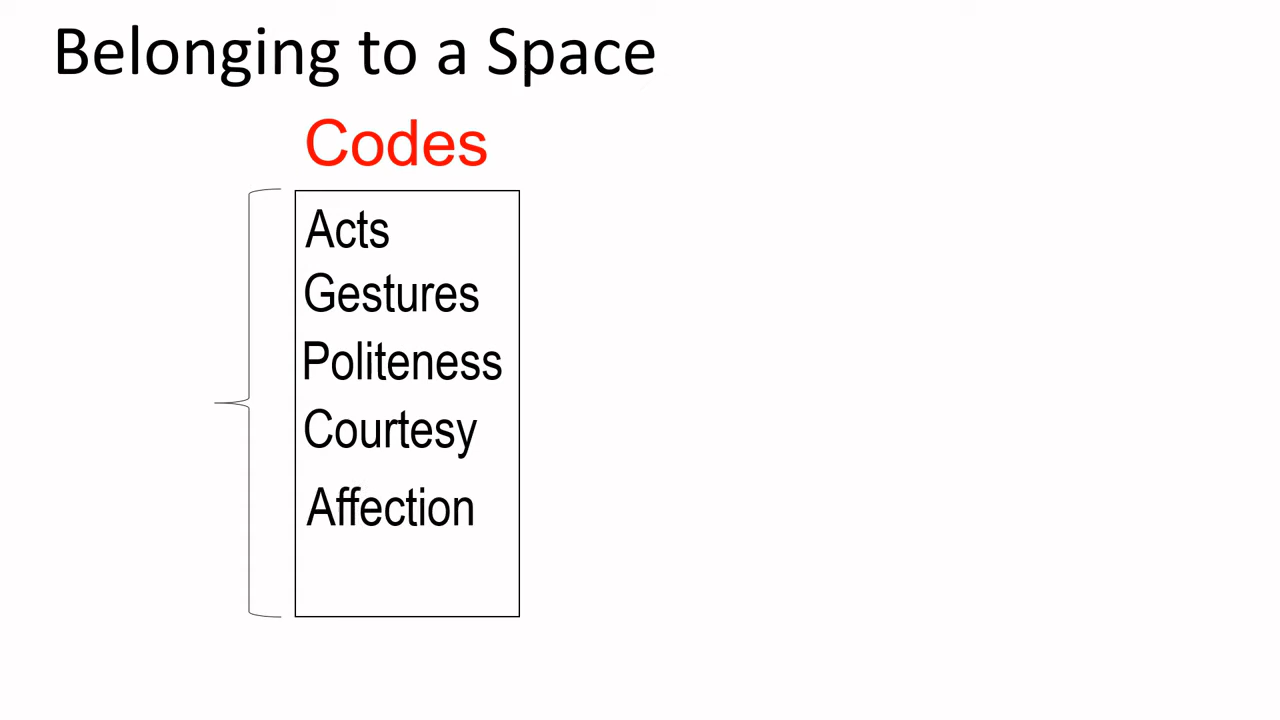 Belonging to a Space
Codes
Acts
Gestures
Politeness
Courtesy
Affection